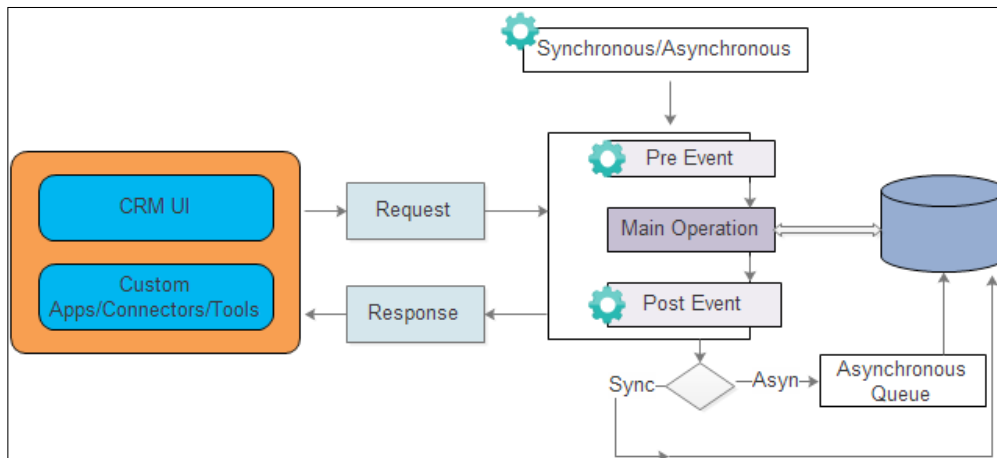 Synchronous/Asynchronous
Pre Event
CRM UI
Request
Main Operation
Custom
Apps/Connectors/Tools
Response
Post Event
Sync
Asyn
Asynchronous
Queue